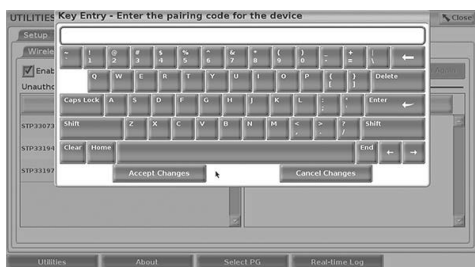 UTILITIES
Key Entry - Enter the pairing code for the device
Close
Setup
Wirele
Enab
Unautho
~ ! @ # $ % ^ & * ( ) _ + |
` 1 2 3 4 5 6 7 8 9 0 - = \ ←
Q W E R T Y U I O P { } Delete
[ ]
Caps Lock A S D F G H J K L : " Enter
; '
Shift Z X C V B N M < > ? Shift
, . /
Clear Home End ← →
Accept Changes Cancel Changes
STP33073
STP33194
STP33197
Utilities About Select PG Real-time Log